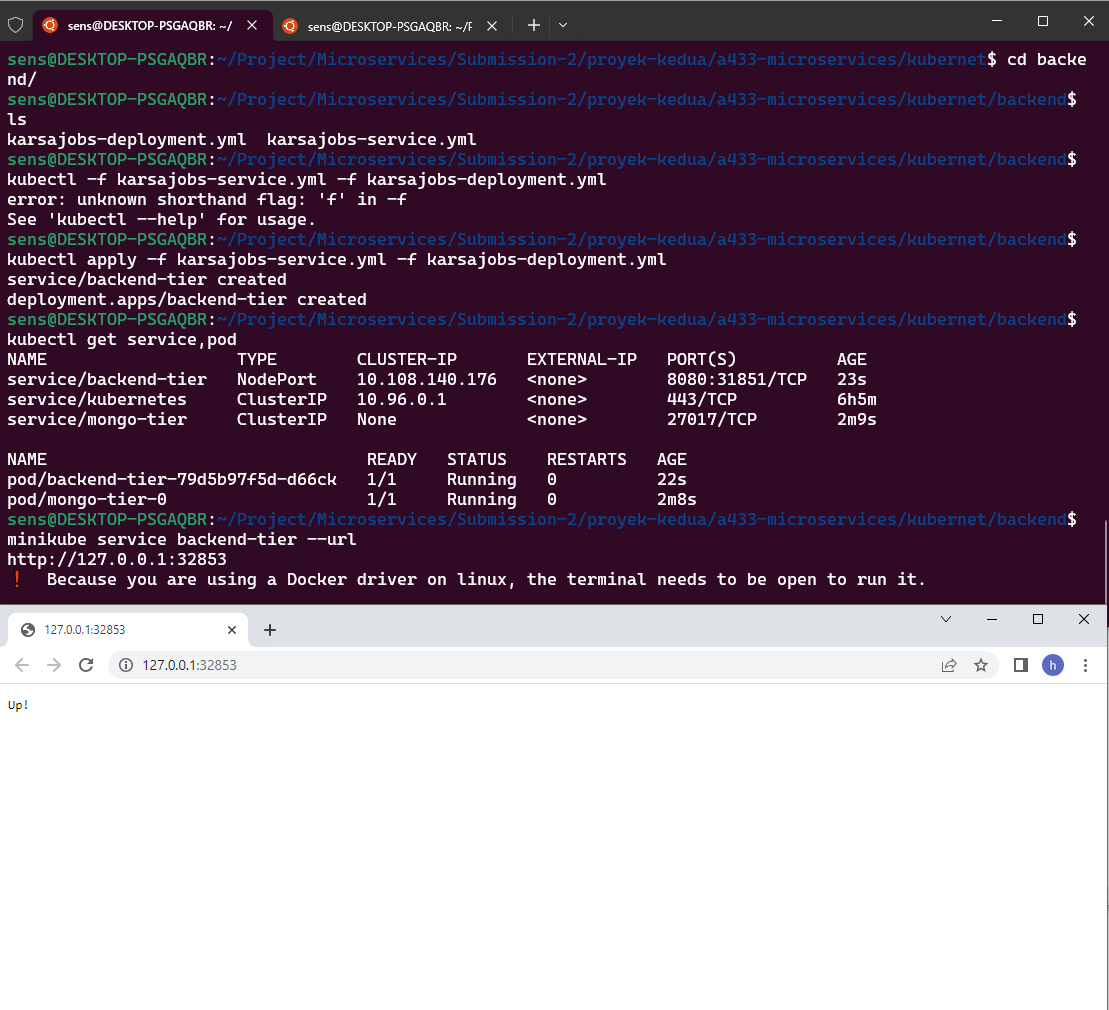 sens@DESKTOP-PSGAQBR: ~/
sens@DESKTOP-PSGAQBR: ~/F
sens@DESKTOP-PSGAQBR:~/Project/Microservices/Submission-2/proyek-kedua/a433-microservices/kubernet$ cd backe
nd/
sens@DESKTOP-PSGAQBR:~/Project/Microservices/Submission-2/proyek-kedua/a433-microservices/kubernet/backend$
ls
karsajobs-deployment.yml  karsajobs-service.yml
sens@DESKTOP-PSGAQBR:~/Project/Microservices/Submission-2/proyek-kedua/a433-microservices/kubernet/backend$
kubectl -f karsajobs-service.yml -f karsajobs-deployment.yml
error: unknown shorthand flag: 'f' in -f
See 'kubectl --help' for usage.
sens@DESKTOP-PSGAQBR:~/Project/Microservices/Submission-2/proyek-kedua/a433-microservices/kubernet/backend$
kubectl apply -f karsajobs-service.yml -f karsajobs-deployment.yml
service/backend-tier created
deployment.apps/backend-tier created
sens@DESKTOP-PSGAQBR:~/Project/Microservices/Submission-2/proyek-kedua/a433-microservices/kubernet/backend$
kubectl get service,pod
NAME                   TYPE        CLUSTER-IP       EXTERNAL-IP   PORT(S)          AGE
service/backend-tier   NodePort    10.108.140.176   <none>        8080:31851/TCP   23s
service/kubernetes     ClusterIP   10.96.0.1        <none>        443/TCP          6h5m
service/mongo-tier     ClusterIP   None             <none>        27017/TCP        2m9s
NAME                                READY   STATUS    RESTARTS   AGE
pod/backend-tier-79d5b97f5d-d66ck   1/1     Running   0          22s
pod/mongo-tier-0                    1/1     Running   0          2m8s
sens@DESKTOP-PSGAQBR:~/Project/Microservices/Submission-2/proyek-kedua/a433-microservices/kubernet/backend$
minikube service backend-tier --url
http://127.0.0.1:32853
❗  Because you are using a Docker driver on linux, the terminal needs to be open to run it.
127.0.0.1:32853
127.0.0.1:32853
h
Up!